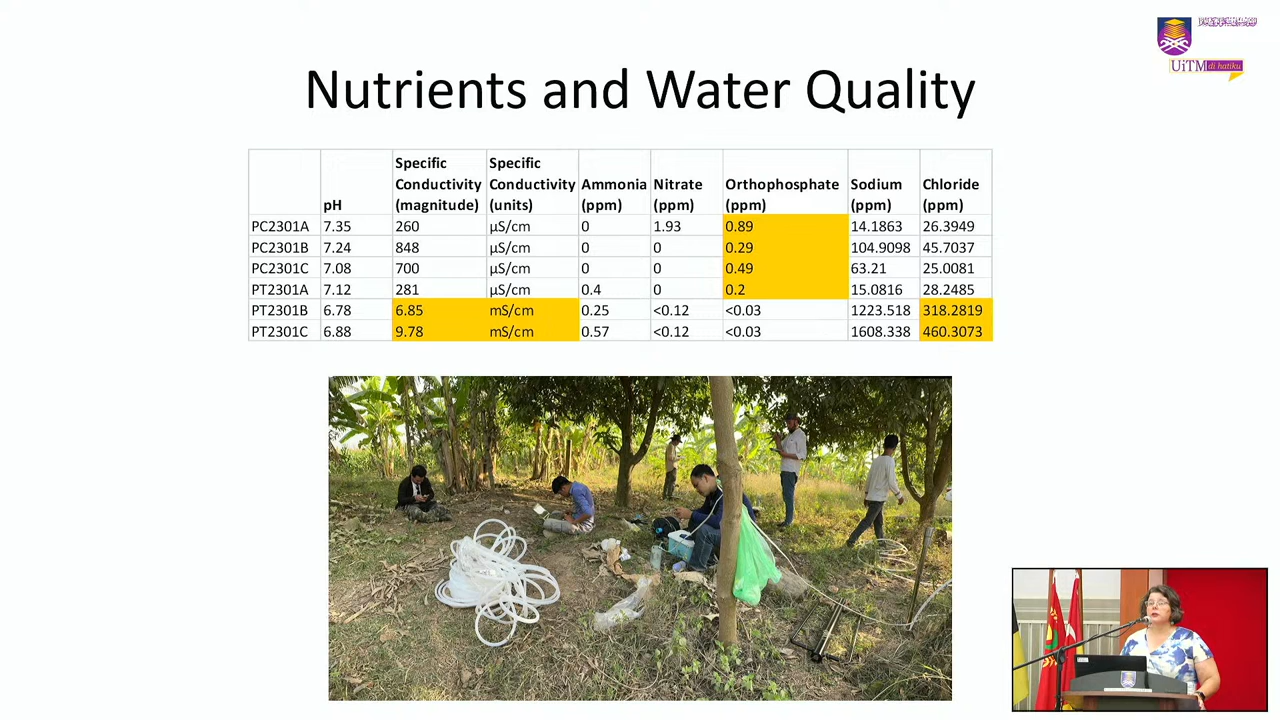 UiTM di hatiku
Nutrients and Water Quality
pH Specific Conductivity (magnitude) Specific Conductivity (units) Ammonia (ppm) Nitrate (ppm) Orthophosphate (ppm) Sodium (ppm) Chloride (ppm)
PC2301A 7.35 260 µS/cm 0 1.93 0.89 14.1863 26.3949
PC2301B 7.24 848 µS/cm 0 0 0.29 104.9098 45.7037
PC2301C 7.08 700 µS/cm 0 0 0.49 63.21 25.0081
PT2301A 7.12 281 µS/cm 0.4 0 0.2 15.0816 28.2485
PT2301B 6.78 6.85 mS/cm 0.25 <0.12 <0.03 1223.518 318.2819
PT2301C 6.88 9.78 mS/cm 0.57 <0.12 <0.03 1608.338 460.3073